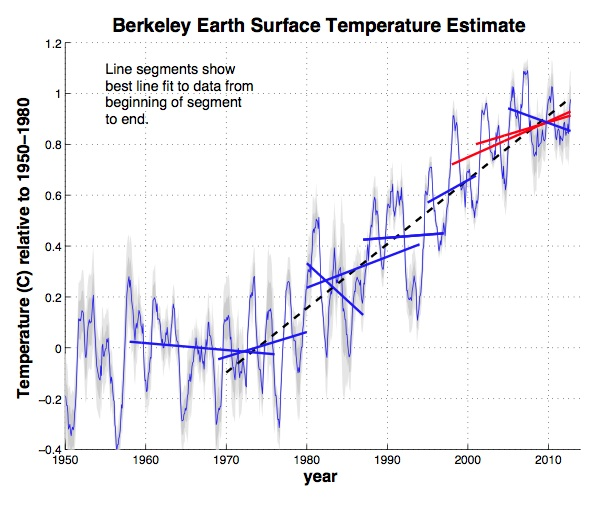 Berkeley Earth Surface Temperature Estimate
Line segments show
best line fit to data from
beginning of segment
to end.
Temperature (C) relative to 1950–1980
1.2
1
0.8
0.6
0.4
0.2
0
−0.2
−0.4
1950 1960 1970 1980 1990 2000 2010
year